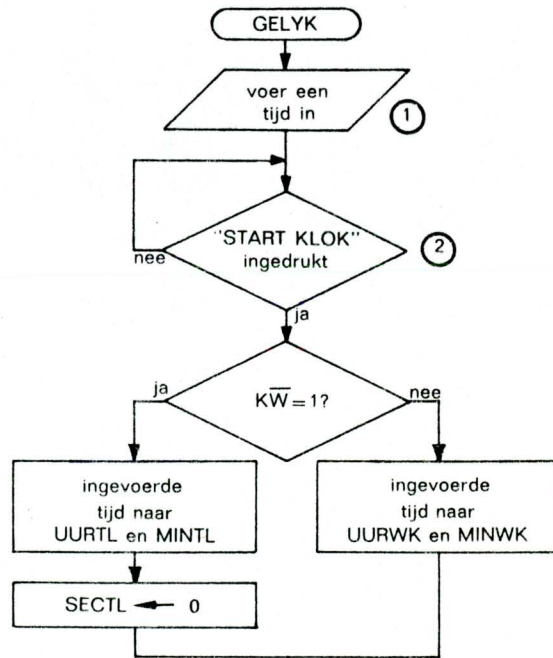 GELYK
voer een
tijd in
1
"START KLOK"
ingedrukt
2
nee
ja
KW̅=1?
ja
nee
ingevoerde
tijd naar
UURTL en MINTL
ingevoerde
tijd naar
UURWK en MINWK
SECTL ← 0